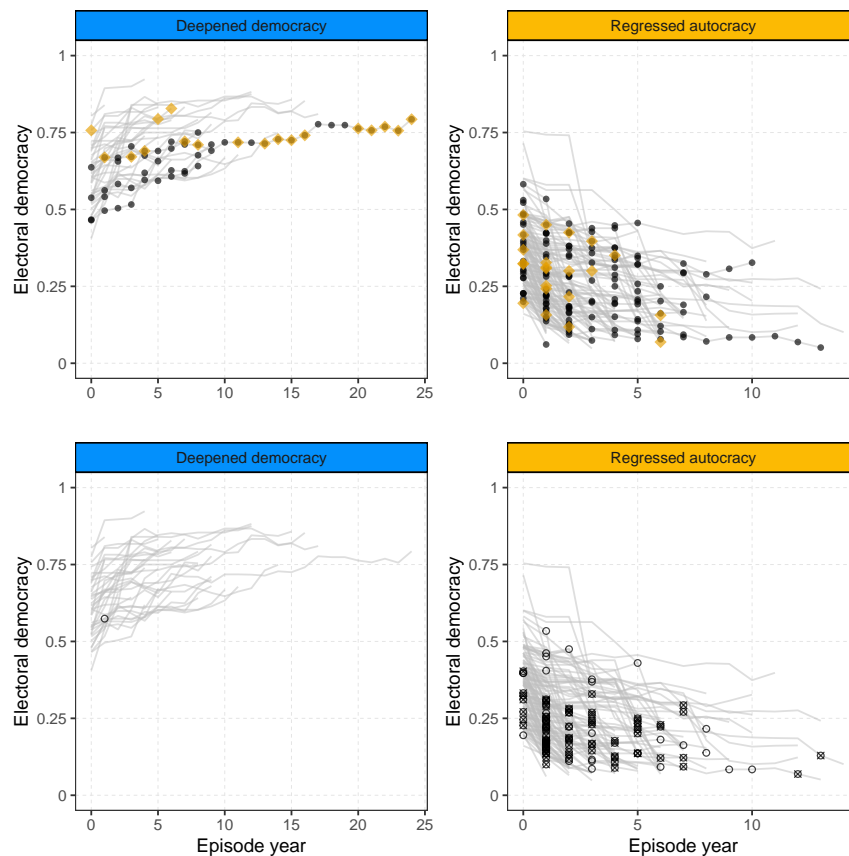 Deepened democracy
Regressed autocracy
Electoral democracy
1
0.75
0.5
0.25
0
0 5 10 15 20 25
Electoral democracy
1
0.75
0.5
0.25
0
0 5 10
Deepened democracy
Regressed autocracy
Electoral democracy
1
0.75
0.5
0.25
0
0 5 10 15 20 25
Episode year
Electoral democracy
1
0.75
0.5
0.25
0
0 5 10
Episode year